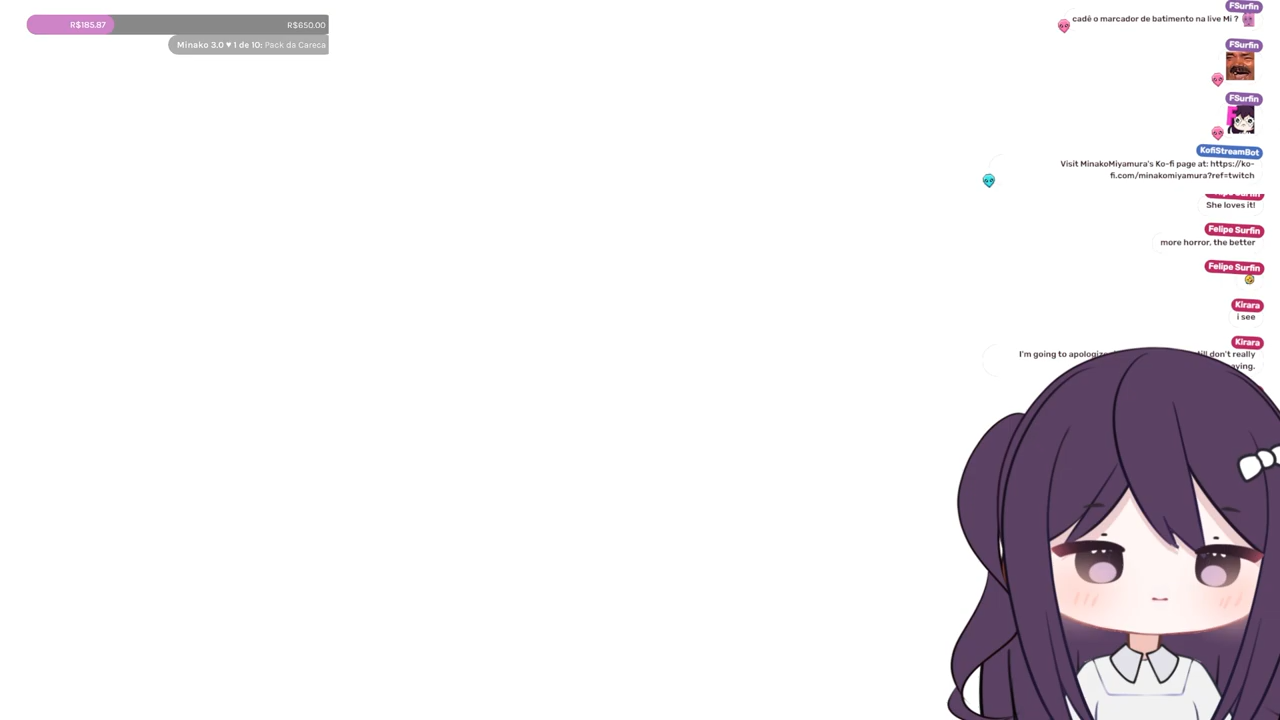 R$185.87 R$650.00
Minako 3.0 ♥ 1 de 10: Pack da Careca
FSurfin
cadê o marcador de batimento na live Mi ?
FSurfin
FSurfin
KofiStreamBot
Visit MinakoMiyamura's Ko-fi page at: https://ko-
fi.com/minakomiyamura?ref=twitch
She loves it!
Felipe Surfin
more horror, the better
Felipe Surfin
Kirara
i see
Kirara
I'm going to apologize don't really